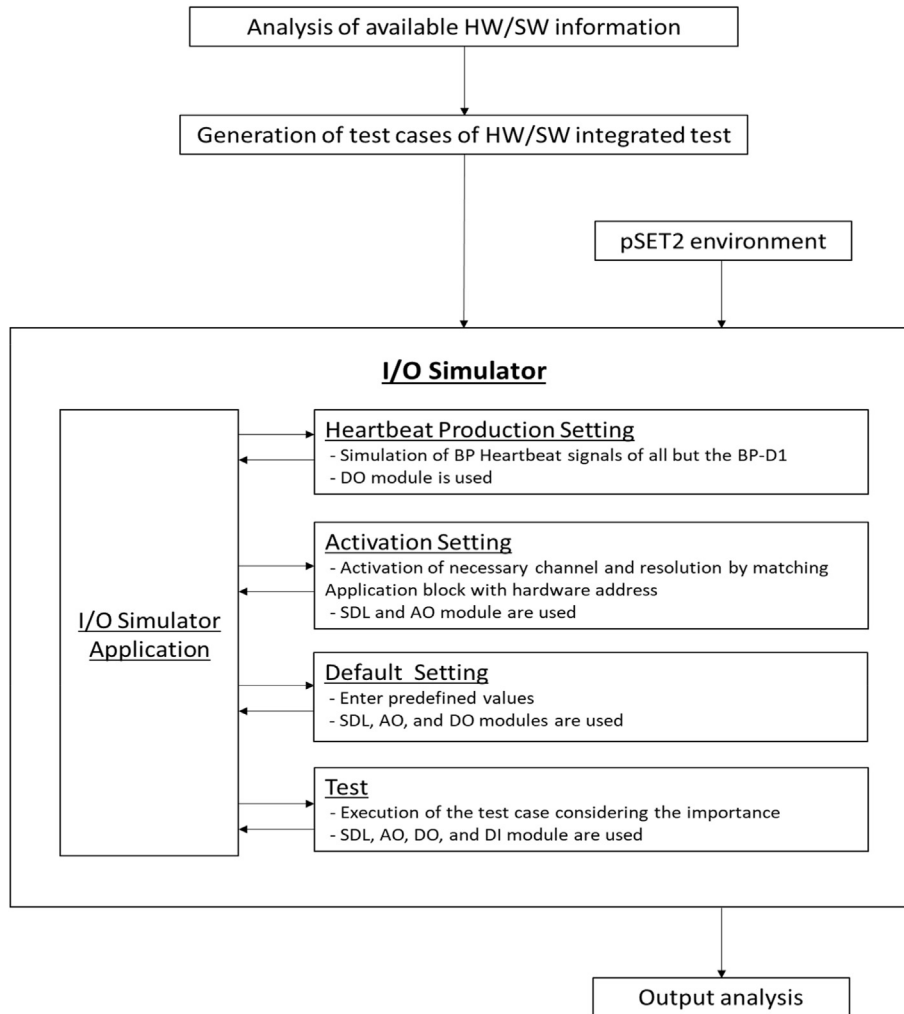 Analysis of available HW/SW information
Generation of test cases of HW/SW integrated test
pSET2 environment
I/O Simulator
I/O Simulator
Application
Heartbeat Production Setting
- Simulation of BP Heartbeat signals of all but the BP-D1
- DO module is used
Activation Setting
- Activation of necessary channel and resolution by matching
Application block with hardware address
- SDL and AO module are used
Default Setting
- Enter predefined values
- SDL, AO, and DO modules are used
Test
- Execution of the test case considering the importance
- SDL, AO, DO, and DI module are used
Output analysis